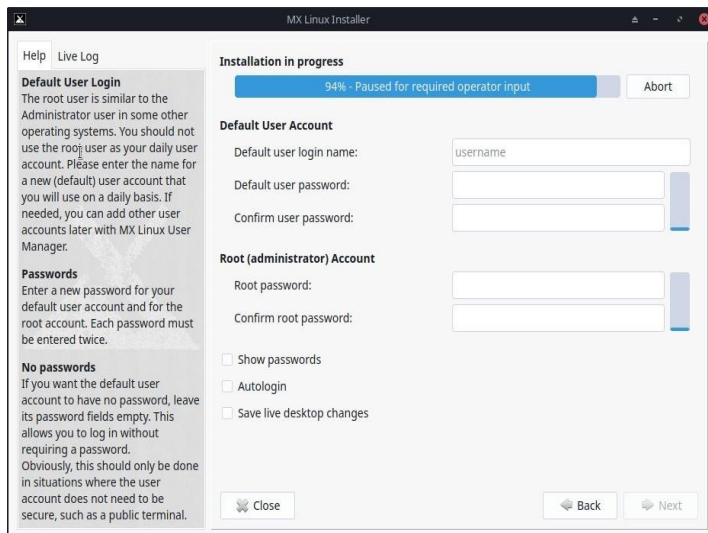 MX Linux Installer
Help
Live Log
Default User Login
The root user is similar to the
Administrator user in some other
operating systems. You should not
use the root user as your daily user
account. Please enter the name for
a new (default) user account that
you will use on a daily basis. If
needed, you can add other user
accounts later with MX Linux User
Manager.
Passwords
Enter a new password for your
default user account and for the
root account. Each password must
be entered twice.
No passwords
If you want the default user
account to have no password, leave
its password fields empty. This
allows you to log in without
requiring a password.
Obviously, this should only be done
in situations where the user
account does not need to be
secure, such as a public terminal.
Installation in progress
94% - Paused for required operator input
Abort
Default User Account
Default user login name:
username
Default user password:
Confirm user password:
Root (administrator) Account
Root password:
Confirm root password:
Show passwords
Autologin
Save live desktop changes
Close
Back
Next